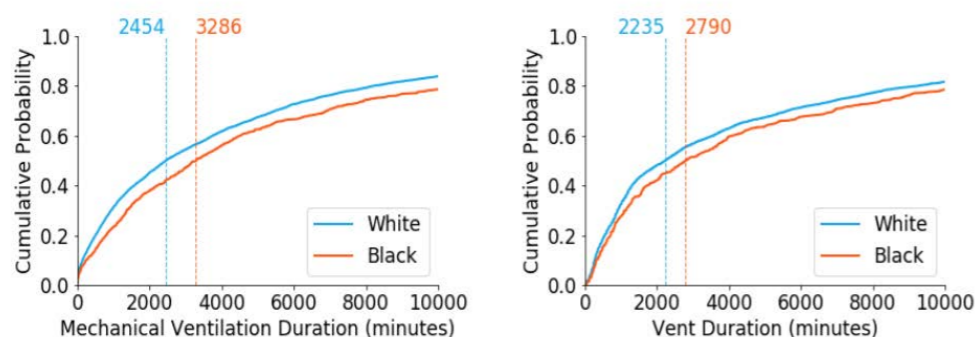 2454 3286
1.0
0.8
0.6
0.4
0.2
0.0
Cumulative Probability
White
Black
0 2000 4000 6000 8000 10000
Mechanical Ventilation Duration (minutes)
2235 2790
1.0
0.8
0.6
0.4
0.2
0.0
Cumulative Probability
White
Black
0 2000 4000 6000 8000 10000
Vent Duration (minutes)